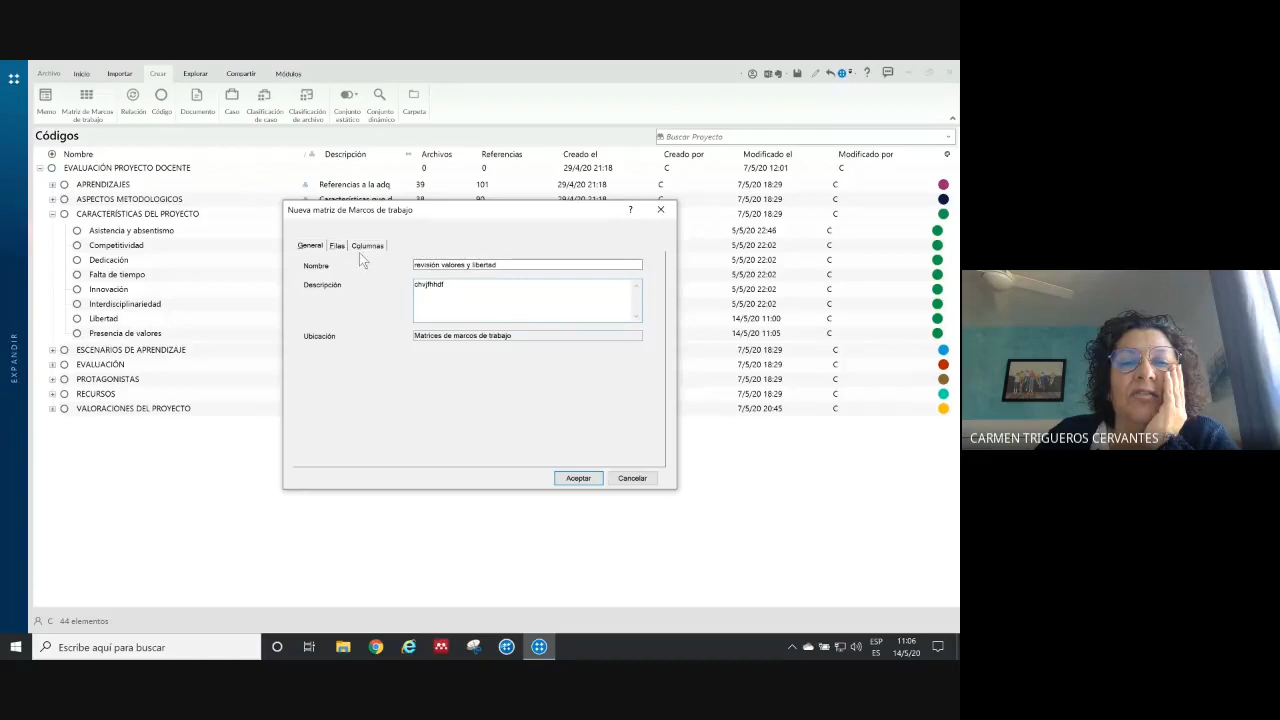 Archivo Inicio Importar Crear Explorar Compartir Módulos
Memo Matriz de Marcos de trabajo Relación Código Documento Caso Clasificación de caso Clasificación de archivo Conjunto estático Conjunto dinámico Carpeta
Códigos Buscar Proyecto
Nombre Descripción Archivos Referencias Creado el Creado por Modificado el Modificado por
EVALUACIÓN PROYECTO DOCENTE 0 0 29/4/20 21:18 C 7/5/20 12:01 C
APRENDIZAJES Referencias a la adq 39 101 29/4/20 21:18 C 7/5/20 18:29 C
ASPECTOS METODOLOGICOS 7/5/20 18:29 C
CARACTERÍSTICAS DEL PROYECTO 7/5/20 18:29 C
Asistencia y absentismo 5/5/20 22:46 C
Competitividad 5/5/20 22:02 C
Dedicación 5/5/20 22:02 C
Falta de tiempo 5/5/20 22:02 C
Innovación 5/5/20 22:02 C
Interdisciplinariedad 5/5/20 22:02 C
Libertad 14/5/20 11:00 C
Presencia de valores 14/5/20 11:05 C
ESCENARIOS DE APRENDIZAJE 7/5/20 18:29 C
EVALUACIÓN 7/5/20 18:29 C
PROTAGONISTAS 7/5/20 18:29 C
RECURSOS 7/5/20 18:29 C
VALORACIONES DEL PROYECTO 7/5/20 20:45 C
Nueva matriz de Marcos de trabajo ?
General Filas Columnas
Nombre revisión valores y libertad
Descripción chvjfhhdf
Ubicación Matrices de marcos de trabajo
Aceptar Cancelar
EXPANDIR
C 44 elementos
Escribe aquí para buscar
ESP
ES
11:06
14/5/20
CARMEN TRIGUEROS CERVANTES